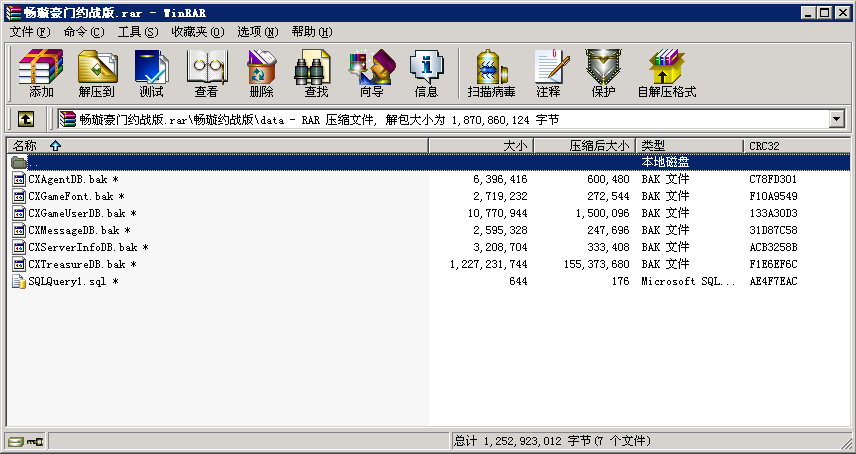 畅璇豪门约战版.rar - WinRAR
文件(F) 命令(C) 工具(S) 收藏夹(O) 选项(N) 帮助(H)
添加 解压到 测试 查看 删除 查找 向导 信息 扫描病毒 注释 保护 自解压格式
畅璇豪门约战版.rar\畅璇约战版\data - RAR 压缩文件, 解包大小为 1,870,860,124 字节
名称 大小 压缩后大小 类型 CRC32
.. 本地磁盘
CXAgentDB.bak * 6,396,416 600,480 BAK 文件 C78FD301
CXGameFont.bak * 2,719,232 272,544 BAK 文件 F10A9549
CXGameUserDB.bak * 10,770,944 1,500,096 BAK 文件 133A30D3
CXMessageDB.bak * 2,595,328 247,696 BAK 文件 31D87C58
CXServerInfoDB.bak * 3,208,704 333,408 BAK 文件 ACB3258B
CXTreasureDB.bak * 1,227,231,744 155,373,680 BAK 文件 F1E6EF6C
SQLQuery1.sql * 644 176 Microsoft SQL... AE4F7EAC
总计 1,252,923,012 字节(7 个文件)